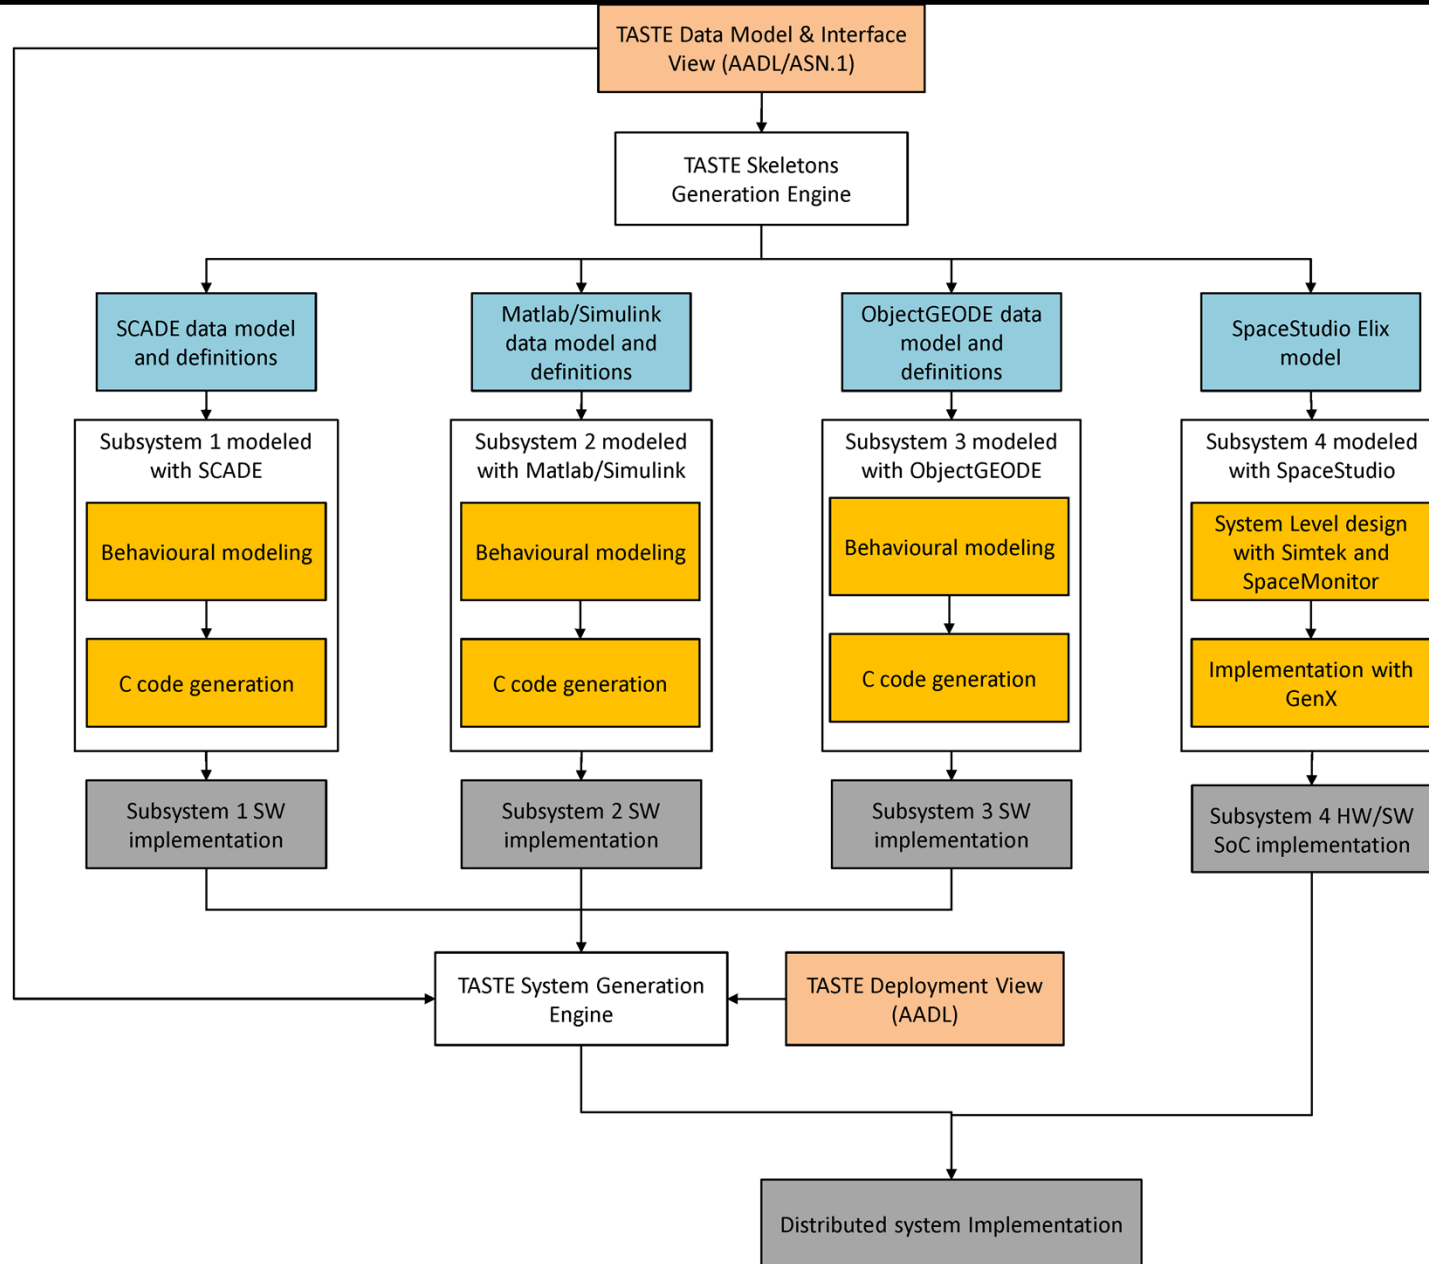 TASTE Data Model & Interface
View (AADL/ASN.1)
TASTE Skeletons
Generation Engine
SCADE data model
and definitions
Matlab/Simulink
data model and
definitions
ObjectGEODE data
model and
definitions
SpaceStudio Elix
model
Subsystem 1 modeled
with SCADE
Behavioural modeling
C code generation
Subsystem 2 modeled
with Matlab/Simulink
Behavioural modeling
C code generation
Subsystem 3 modeled
with ObjectGEODE
Behavioural modeling
C code generation
Subsystem 4 modeled
with SpaceStudio
System Level design
with Simtek and
SpaceMonitor
Implementation with
GenX
Subsystem 1 SW
implementation
Subsystem 2 SW
implementation
Subsystem 3 SW
implementation
Subsystem 4 HW/SW
SoC implementation
TASTE System Generation
Engine
TASTE Deployment View
(AADL)
Distributed system Implementation